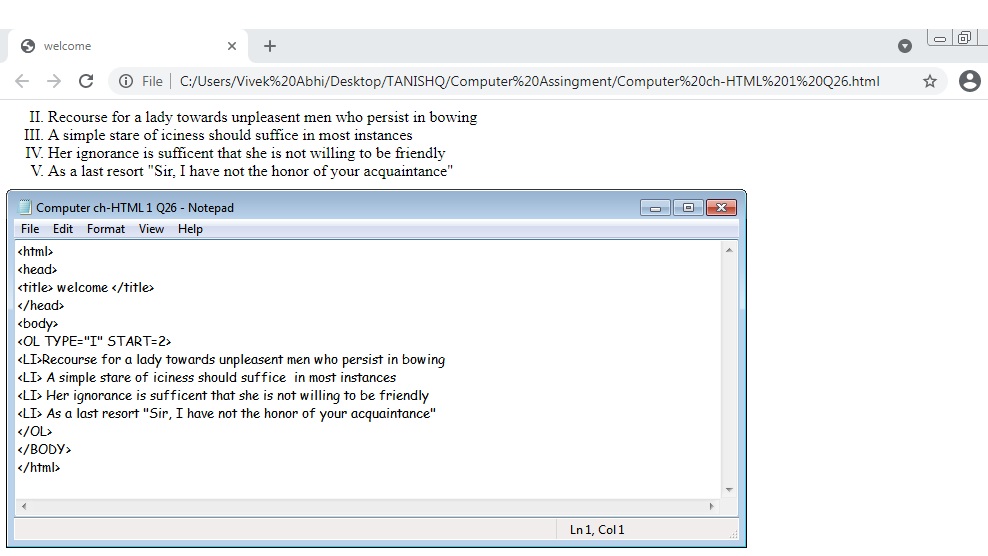 welcome
File C:/Users/Vivek%20Abhi/Desktop/TANISHQ/Computer%20Assingment/Computer%20ch-HTML%201%20Q26.html
II. Recourse for a lady towards unpleasent men who persist in bowing
III. A simple stare of iciness should suffice in most instances
IV. Her ignorance is sufficent that she is not willing to be friendly
V. As a last resort "Sir, I have not the honor of your acquaintance"
Computer ch-HTML 1 Q26 - Notepad
File Edit Format View Help
<html>
<head>
<title> welcome </title>
</head>
<body>
<OL TYPE="I" START=2>
<LI>Recourse for a lady towards unpleasent men who persist in bowing
<LI> A simple stare of iciness should suffice  in most instances
<LI> Her ignorance is sufficent that she is not willing to be friendly
<LI> As a last resort "Sir, I have not the honor of your acquaintance"
</OL>
</BODY>
</html>
Ln 1, Col 1